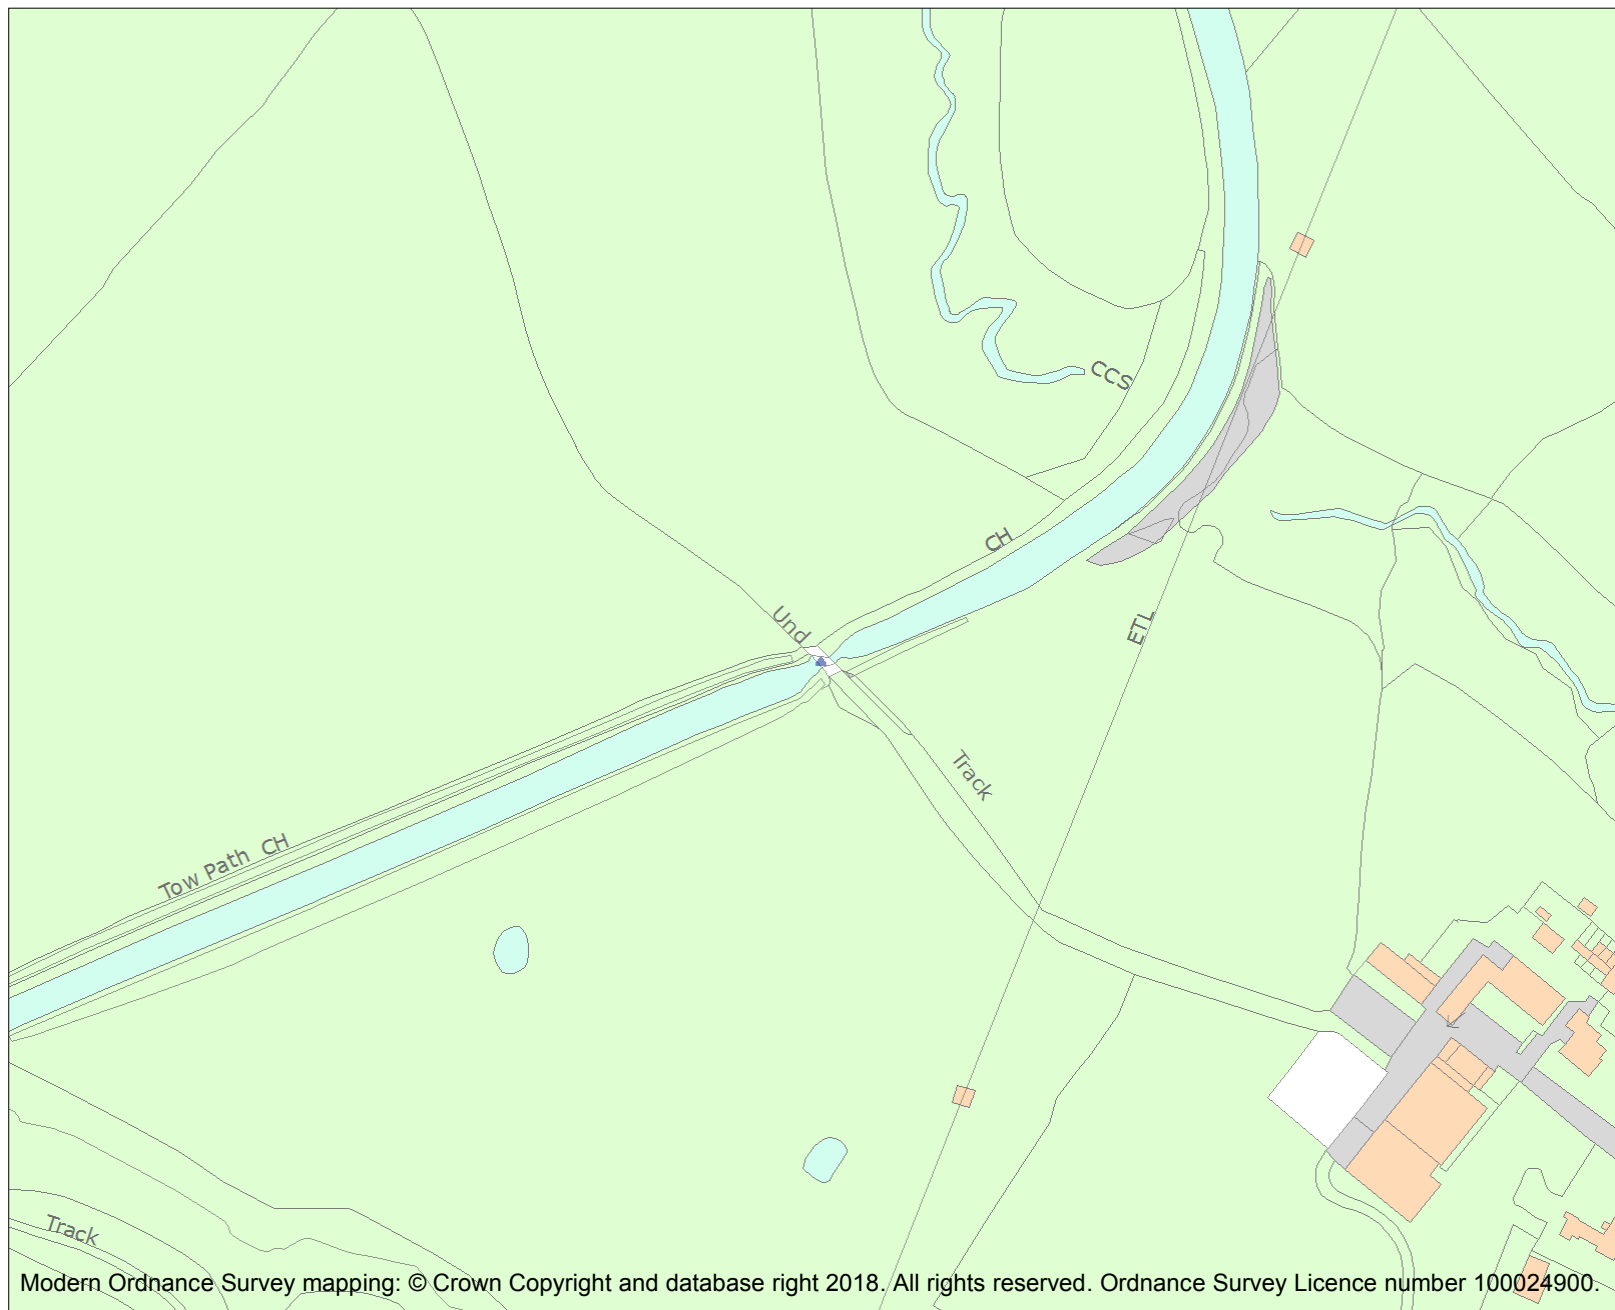 CCS
CH
Und
ETL
Track
Tow Path CH
Track
Modern Ordnance Survey mapping: © Crown Copyright and database right 2018. All rights reserved. Ordnance Survey Licence number 100024900.